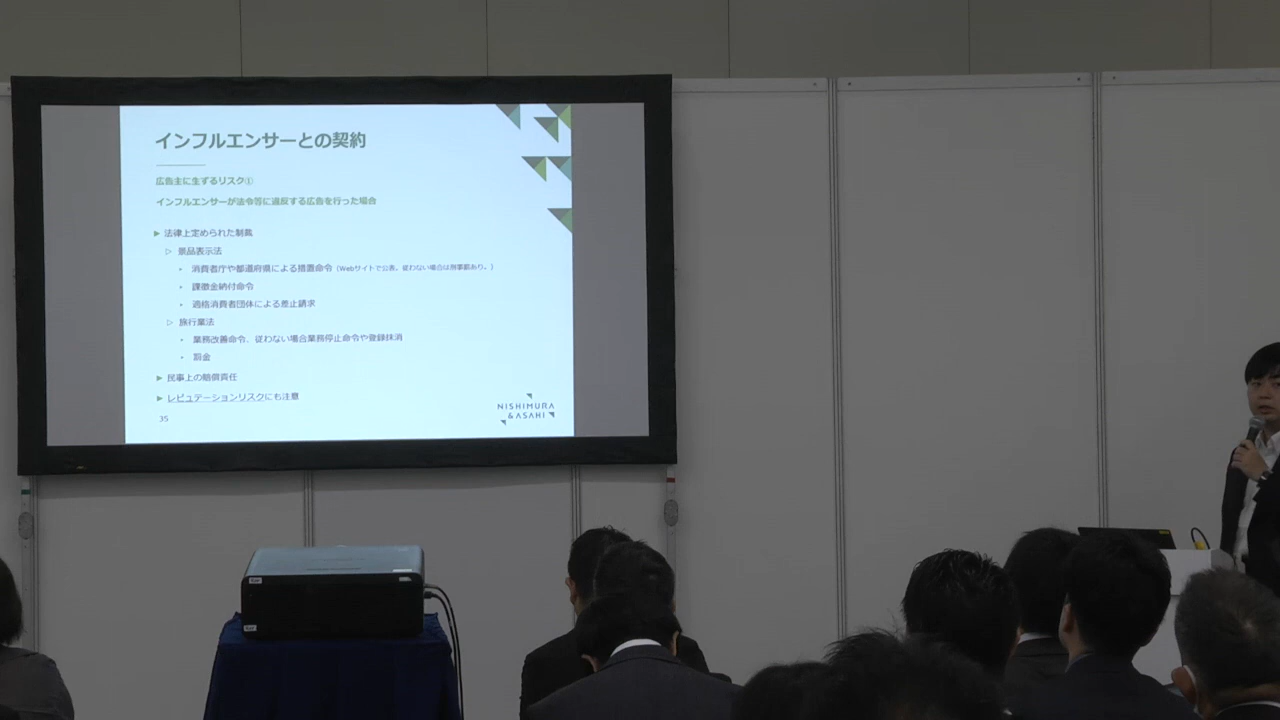 インフルエンサーとの契約
広告主に生ずるリスク①
インフルエンサーが法令等に違反する広告を行った場合
▶ 法律上定められた制裁
▷ 景品表示法
• 消費者庁や都道府県による措置命令（Webサイトで公表。従わない場合は刑事罰あり。）
• 課徴金納付命令
• 適格消費者団体による差止請求
▷ 旅行業法
• 業務改善命令、従わない場合業務停止命令や登録抹消
• 罰金
▶ 民事上の賠償責任
▶ レピュテーションリスクにも注意
35
NISHIMURA
& ASAHI